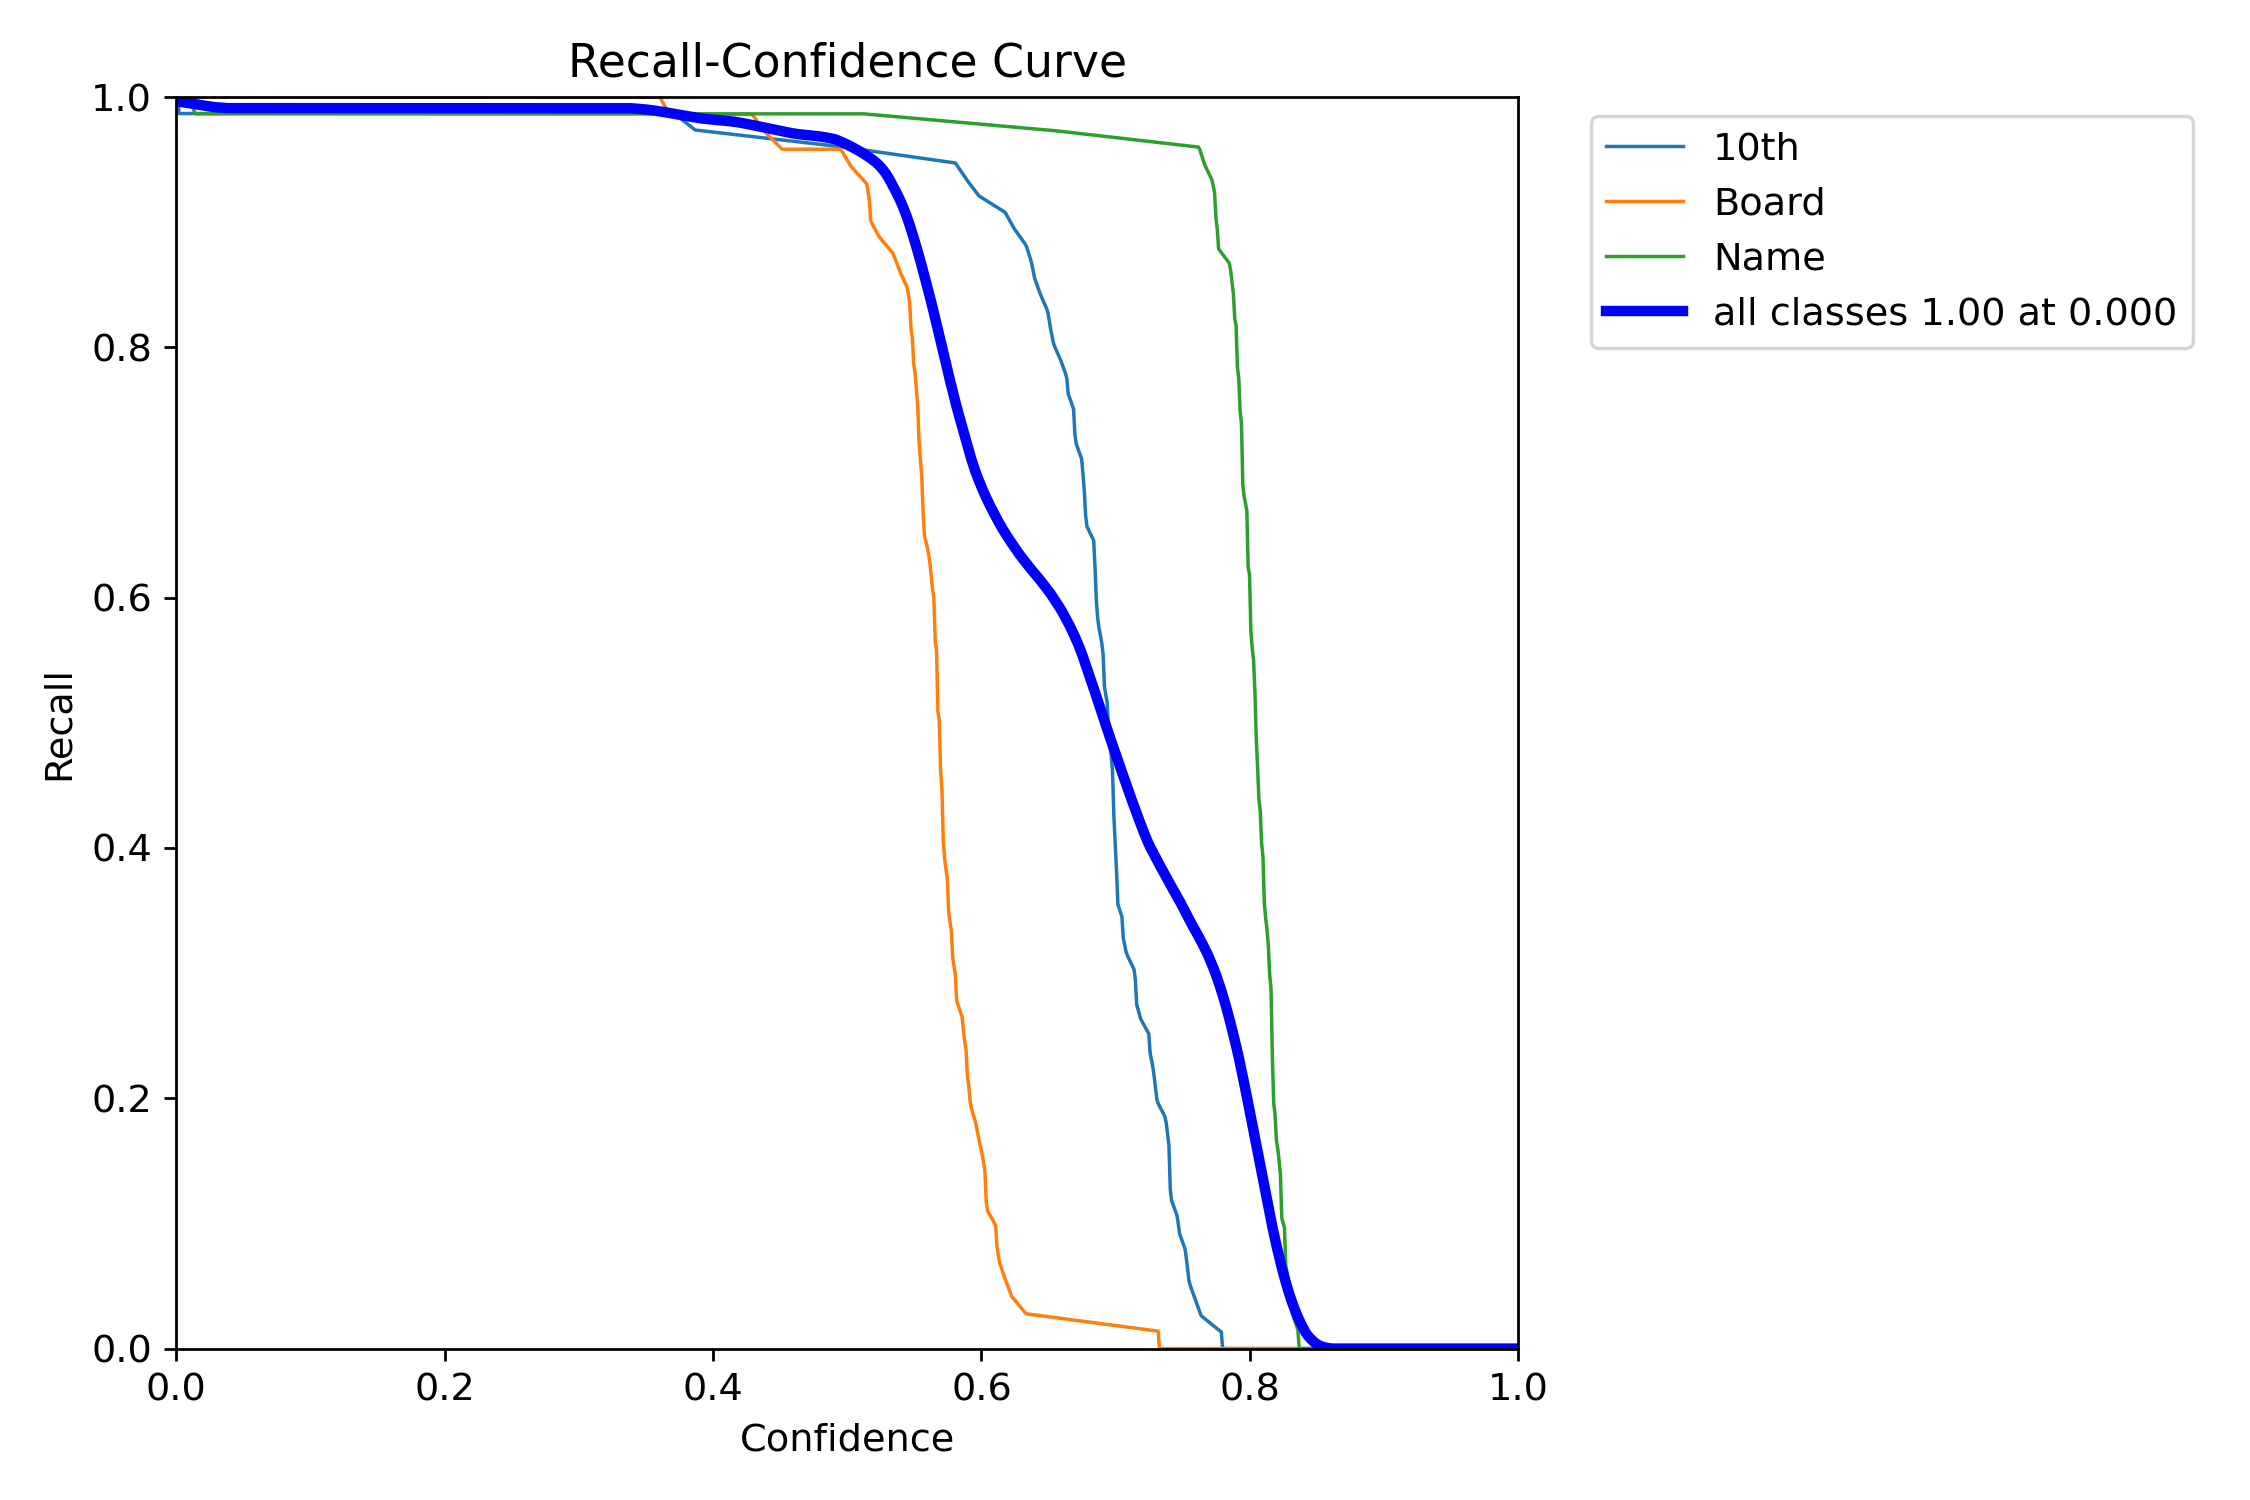 Recall-Confidence Curve
1.0
0.8
0.6
0.4
0.2
0.0
Recall
0.0 0.2 0.4 0.6 0.8 1.0
Confidence
10th
Board
Name
all classes 1.00 at 0.000